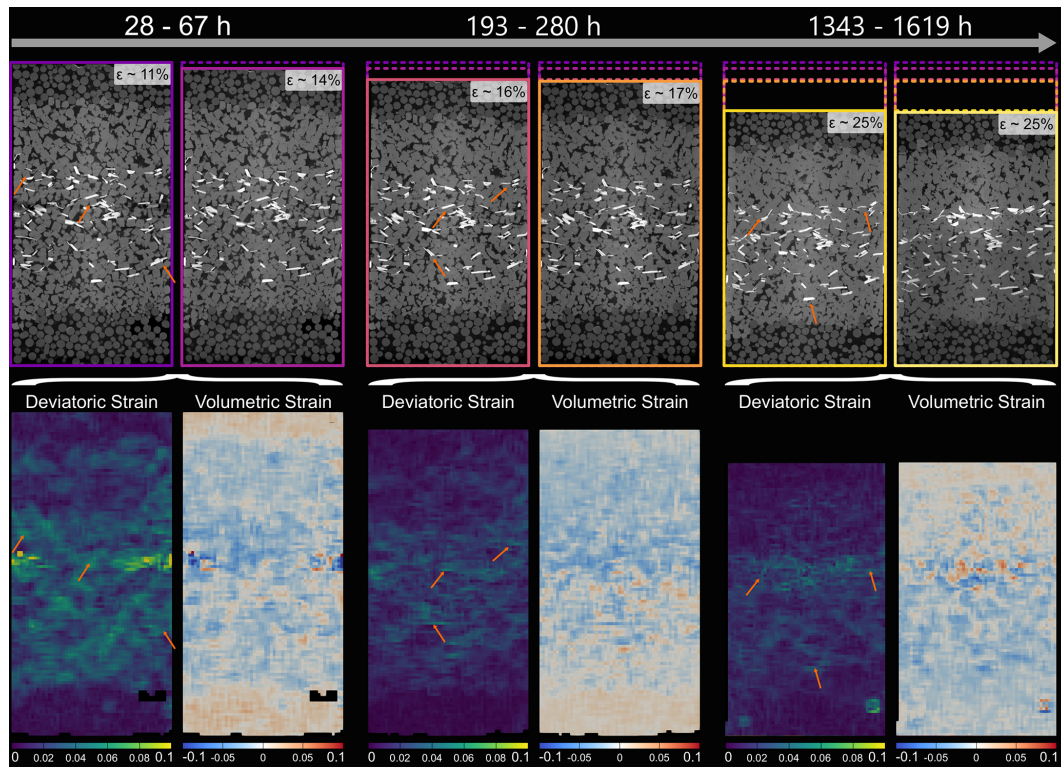 28 - 67 h
193 - 280 h
1343 - 1619 h
ε ~ 11%
ε ~ 14%
ε ~ 16%
ε ~ 17%
ε ~ 25%
ε ~ 25%
Deviatoric Strain
Volumetric Strain
Deviatoric Strain
Volumetric Strain
Deviatoric Strain
Volumetric Strain
0 0.02 0.04 0.06 0.08 0.1
-0.1 -0.05 0 0.05 0.1
0 0.02 0.04 0.06 0.08 0.1
-0.1 -0.05 0 0.05 0.1
0 0.02 0.04 0.06 0.08 0.1
-0.1 -0.05 0 0.05 0.1